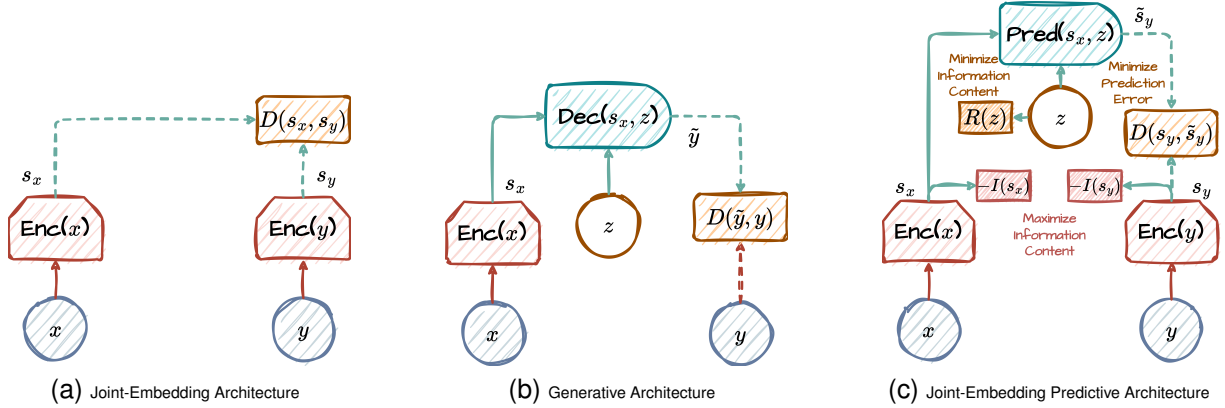 D(s_x, s_y)
s_x
s_y
Enc(x)
Enc(y)
x
y
(a) Joint-Embedding Architecture
Dec(s_x, z)
ỹ
s_x
Enc(x)
z
D(ỹ, y)
x
y
(b) Generative Architecture
s̃_y
Pred(s_x, z)
Minimize
Information
Content
Minimize
Prediction
Error
R(z)
z
D(s_y, s̃_y)
s_x
-I(s_x)
-I(s_y)
s_y
Enc(x)
Maximize
Information
Content
Enc(y)
x
y
(c) Joint-Embedding Predictive Architecture